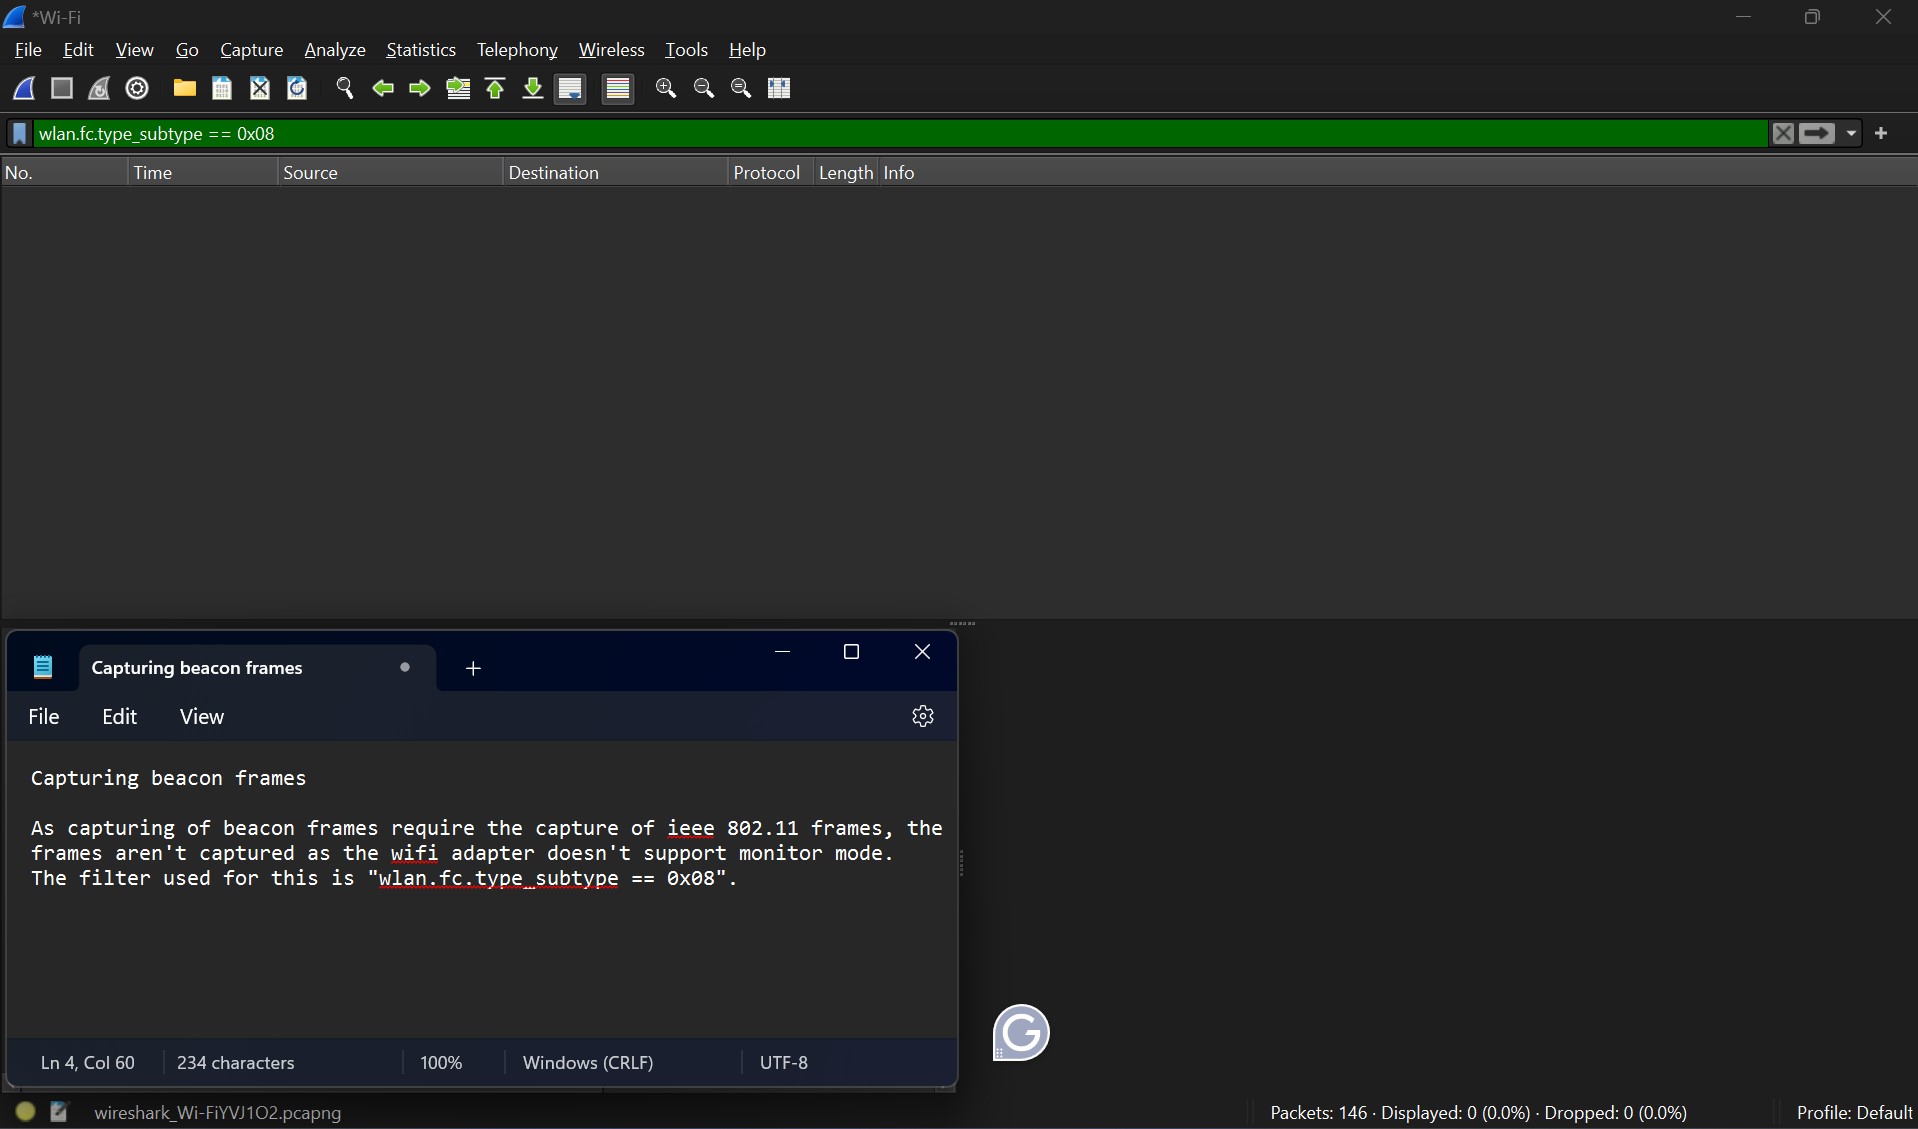 *Wi-Fi
File Edit View Go Capture Analyze Statistics Telephony Wireless Tools Help
wlan.fc.type_subtype == 0x08
No. Time Source Destination Protocol Length Info
Capturing beacon frames
File Edit View
Capturing beacon frames
As capturing of beacon frames require the capture of ieee 802.11 frames, the
frames aren't captured as the wifi adapter doesn't support monitor mode.
The filter used for this is "wlan.fc.type_subtype == 0x08".
Ln 4, Col 60 234 characters 100% Windows (CRLF) UTF-8
wireshark_Wi-FiYVJ1O2.pcapng Packets: 146 · Displayed: 0 (0.0%) · Dropped: 0 (0.0%) Profile: Default